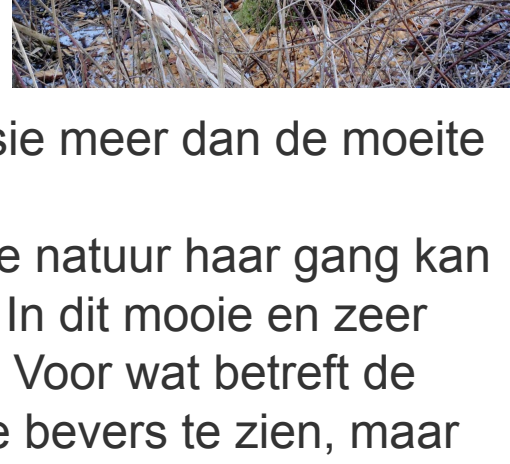 sie meer dan de moeite
e natuur haar gang kan
In dit mooie en zeer
Voor wat betreft de
e bevers te zien, maar